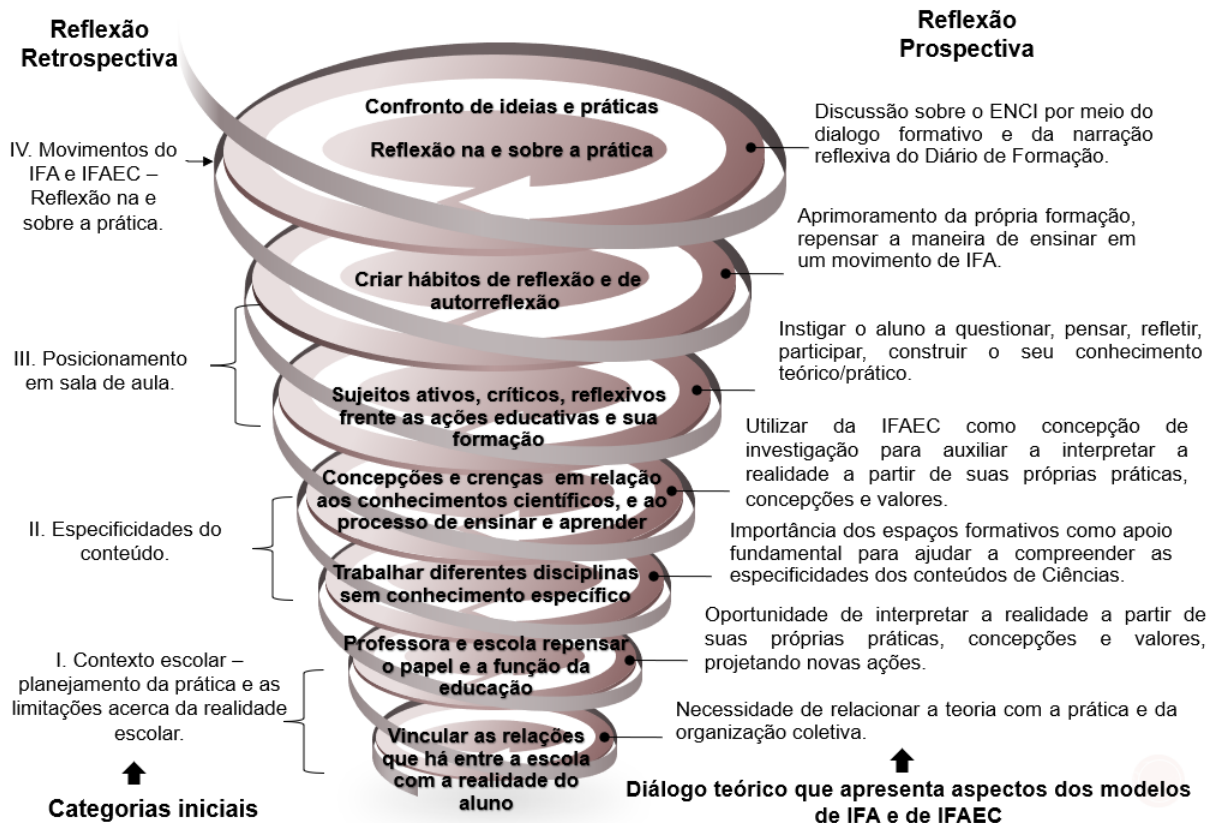 Reflexão
Retrospectiva
IV. Movimentos do
IFA e IFAEC –
Reflexão na e
sobre a prática.
III. Posicionamento
em sala de aula.
II. Especificidades do
conteúdo.
I. Contexto escolar –
planejamento da prática e as
limitações acerca da realidade
escolar.
Categorias iniciais
Confronto de ideias e práticas
Reflexão na e sobre a prática
Criar hábitos de reflexão e de
autorreflexão
Sujeitos ativos, críticos, reflexivos
frente as ações educativas e sua
formação
Concepções e crenças em relação
aos conhecimentos científicos, e ao
processo de ensinar e aprender
Trabalhar diferentes disciplinas
sem conhecimento específico
Professora e escola repensar
o papel e a função da
educação
Vincular as relações
que há entre a escola
com a realidade do
aluno
Reflexão
Prospectiva
Discussão sobre o ENCI por meio do
dialogo formativo e da narração
reflexiva do Diário de Formação.
Aprimoramento da própria formação,
repensar a maneira de ensinar em
um movimento de IFA.
Instigar o aluno a questionar, pensar, refletir,
participar, construir o seu conhecimento
teórico/prático.
Utilizar da IFAEC como concepção de
investigação para auxiliar a interpretar a
realidade a partir de suas próprias práticas,
concepções e valores.
Importância dos espaços formativos como apoio
fundamental para ajudar a compreender as
especificidades dos conteúdos de Ciências.
Oportunidade de interpretar a realidade a partir de
suas próprias práticas, concepções e valores,
projetando novas ações.
Necessidade de relacionar a teoria com a prática e da
organização coletiva.
Diálogo teórico que apresenta aspectos dos modelos
de IFA e de IFAEC